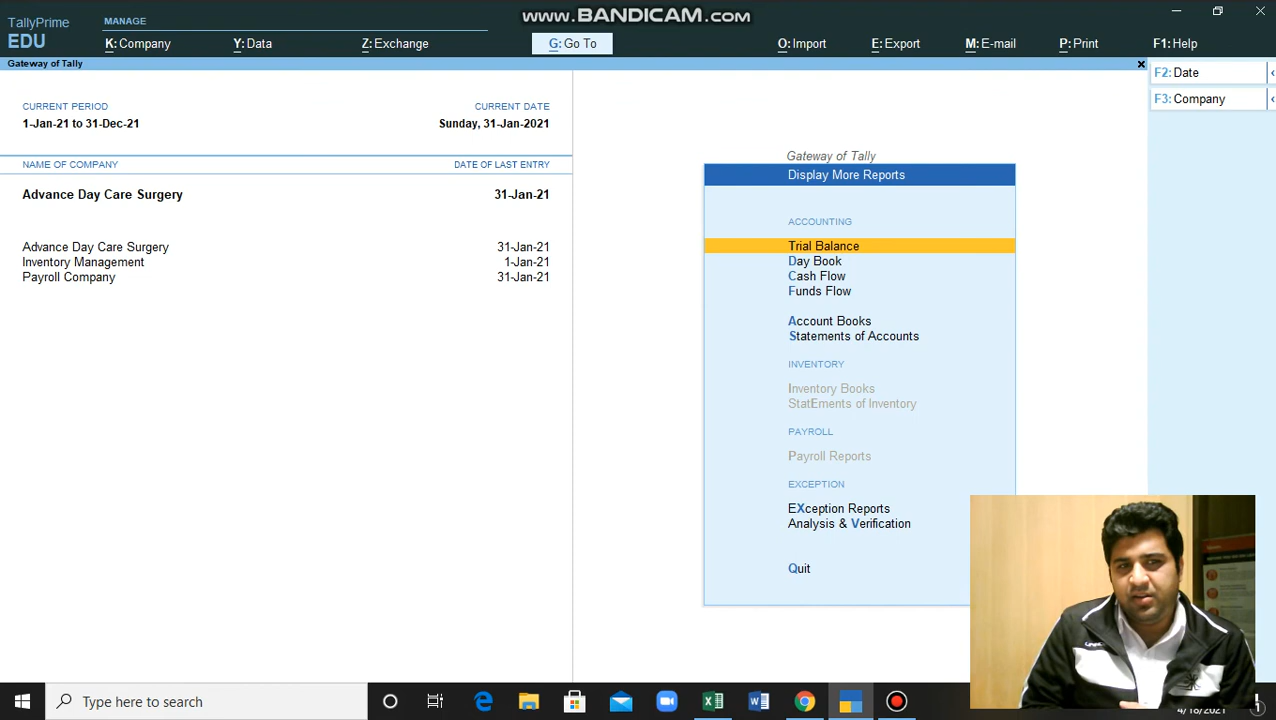 www.BANDICAM.com
TallyPrime
EDU
MANAGE
K: Company
Y: Data
Z: Exchange
G: Go To
O: Import
E: Export
M: E-mail
P: Print
F1: Help
Gateway of Tally
x
F2: Date
F3: Company
CURRENT PERIOD
CURRENT DATE
1-Jan-21 to 31-Dec-21
Sunday, 31-Jan-2021
NAME OF COMPANY
DATE OF LAST ENTRY
Advance Day Care Surgery
31-Jan-21
Advance Day Care Surgery
31-Jan-21
Inventory Management
1-Jan-21
Payroll Company
31-Jan-21
Gateway of Tally
Display More Reports
ACCOUNTING
Trial Balance
Day Book
Cash Flow
Funds Flow
Account Books
Statements of Accounts
INVENTORY
Inventory Books
StatEments of Inventory
PAYROLL
Payroll Reports
EXCEPTION
EXception Reports
Analysis & Verification
Quit
Type here to search
4/18/2021